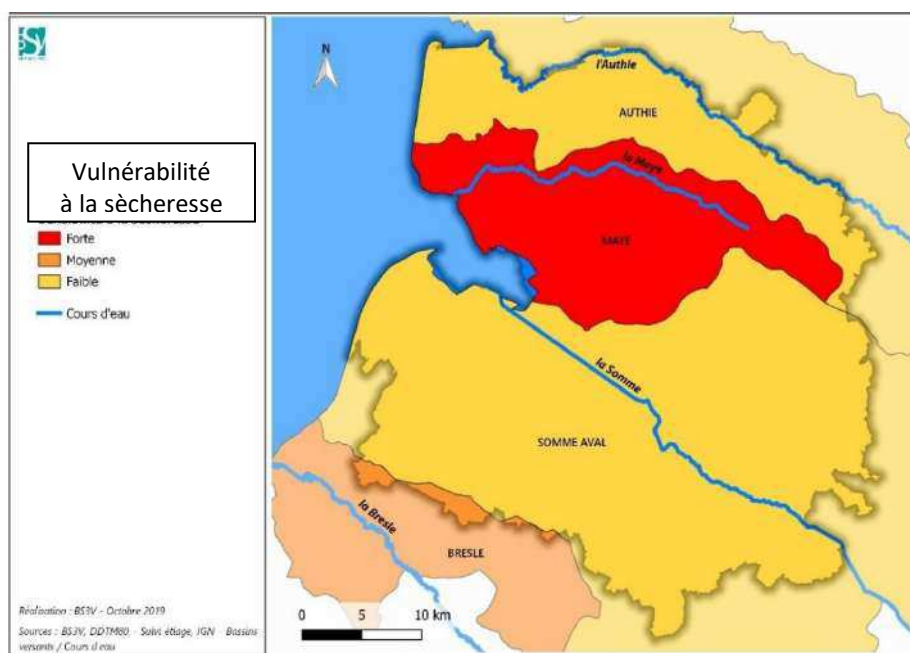 N
l'Authie
AUTHIE
la Maye
MAYE
Vulnérabilité
à la sècheresse
Forte
Moyenne
Faible
Cours d'eau
la Somme
SOMME AVAL
la Bresle
BRESLE
Réalisation : BS3V - Octobre 2019
Sources : BS3V, DDTM80 - Suivi étiage, IGN - Bassins
versants / Cours d'eau
0 5 10 km